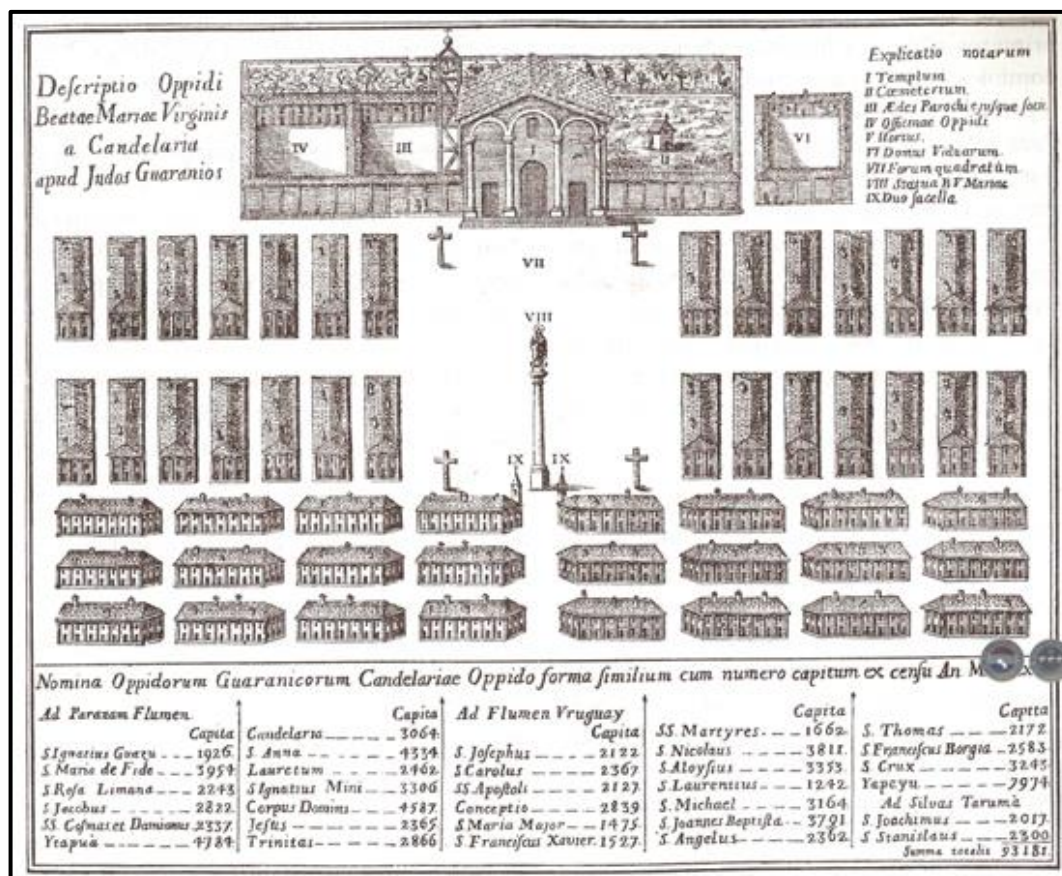 Deſcriptio Oppidi
Beatae Mariae Virginis
a Candelaria
apud Judos Guaranios
Explicatio notarum
I Templum
II Cœmeterium.
III Ædes Parochi ejuſque ſocii
IV Officinae Oppidi
V Hortus.
VI Domus Viduarum.
VII Forum quadratum
VIII Statua B V Mariae
IX Duo ſacella
IV
III
II
VI
VII
VIII
IX
IX
Nomina Oppidorum Guaranicorum Candelariae Oppido forma ſimilium cum numero capitum ex cenſu An
Ad Paranam Flumen
Capita
S Ignatius Guazu 1926
S. Maria de Fide 3954
S. Roſa Limana 2243
S Jacobus 2822
SS. Coſmas et Damianus 2337
Ytapua 4784
Capita
Candelaria 3064
S. Anna 4334
Lauretum 2462
S Ignatius Mini 3306
Corpus Domini 4587
Jeſus 2365
Trinitas 2866
Ad Flumen Vruguay
Capita
S. Joſephus 2122
S Carolus 2367
SS Apoſtoli 2127
Conceptio 2839
S. Maria Major 1475
S. Franciſcus Xavier 1527
Capita
SS. Martyres 1662
S. Nicolaus 3811
S. Aloyſius 3353
S. Laurentius 1242
S. Michael 3164
S. Joannes Baptiſta 3791
S. Angelus 2362
Capita
S. Thomas 2172
S Franciſcus Borgia 2583
S. Crux 3243
Yapeyu 7974
Ad Silvas Taruma
S. Joachimus 2017
S Stanislaus 2300
Summa totalis 93181